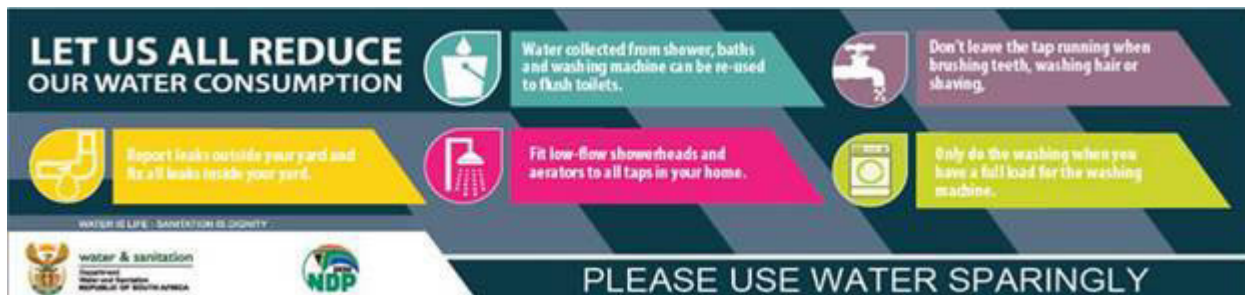 LET US ALL REDUCE
OUR WATER CONSUMPTION
Water collected from shower, baths
and washing machine can be re-used
to flush toilets.
Don't leave the tap running when
brushing teeth, washing hair or
shaving,
Report leaks outside your yard and
fix all leaks inside your yard.
Fit low-flow showerheads and
aerators to all taps in your home.
Only do the washing when you
have a full load for the washing
machine.
WATER IS LIFE - SANITATION IS DIGNITY
water & sanitation
Department
Water and Sanitation
REPUBLIC OF SOUTH AFRICA
NDP
PLEASE USE WATER SPARINGLY